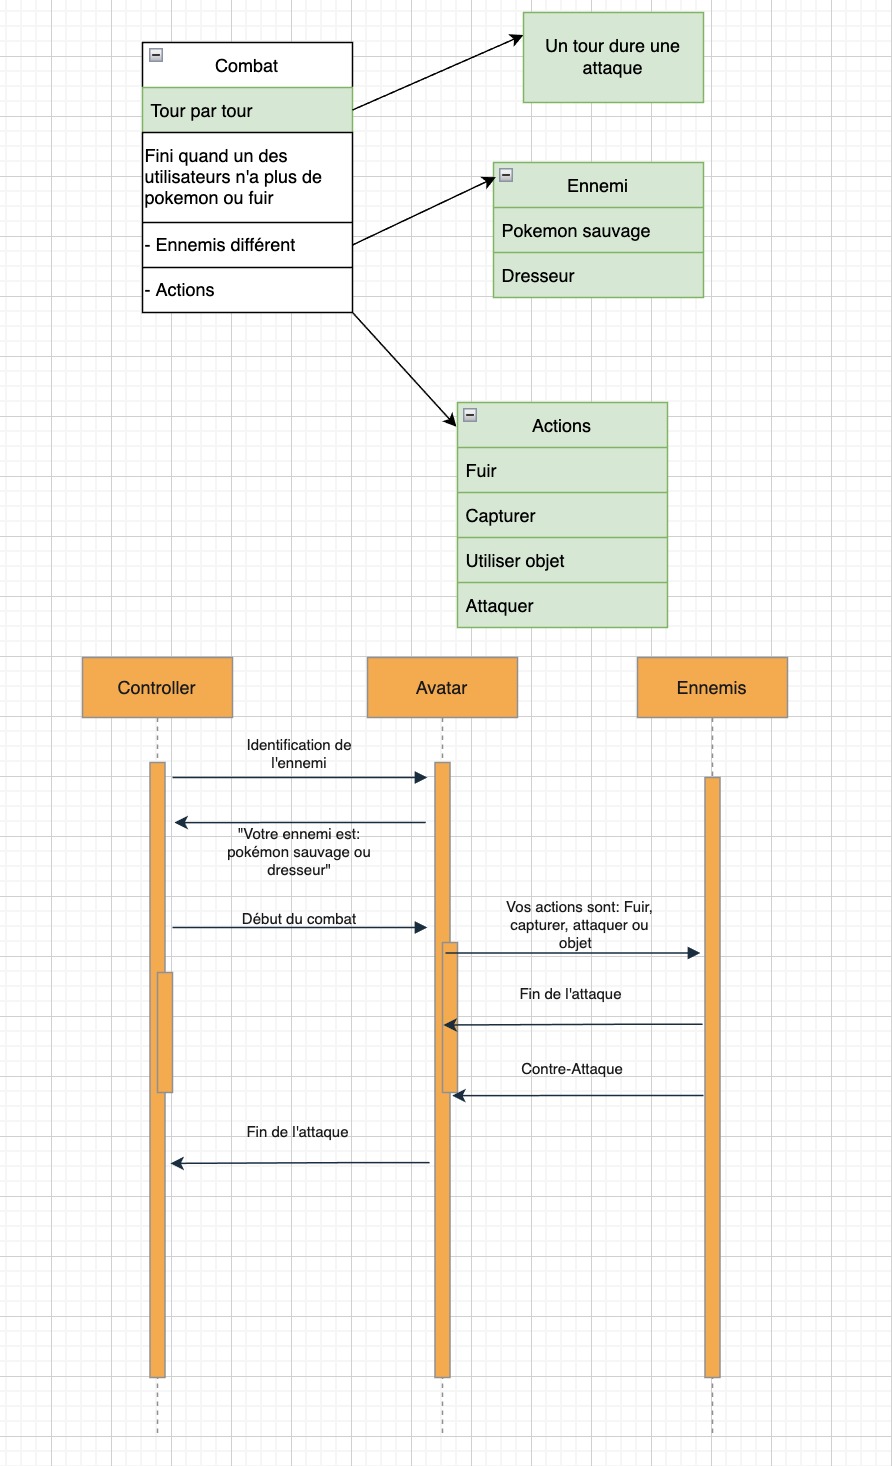 Combat
Tour par tour
Fini quand un des
utilisateurs n'a plus de
pokemon ou fuir
- Ennemis différent
- Actions
Un tour dure une
attaque
Ennemi
Pokemon sauvage
Dresseur
Actions
Fuir
Capturer
Utiliser objet
Attaquer
Controller
Avatar
Ennemis
Identification de
l'ennemi
"Votre ennemi est:
pokémon sauvage ou
dresseur"
Début du combat
Vos actions sont: Fuir,
capturer, attaquer ou
objet
Fin de l'attaque
Contre-Attaque
Fin de l'attaque